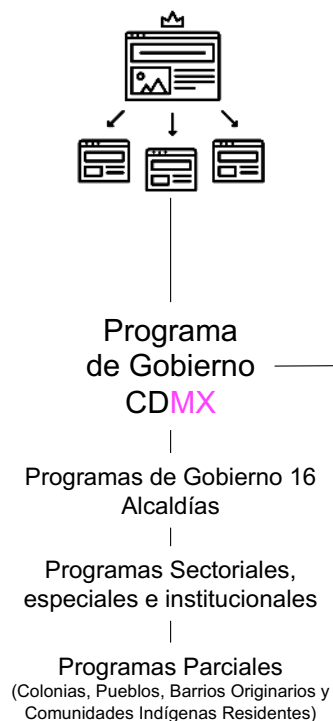 Programa
de Gobierno
CDMX
Programas de Gobierno 16
Alcaldías
Programas Sectoriales,
especiales e institucionales
Programas Parciales
(Colonias, Pueblos, Barrios Originarios y
Comunidades Indígenas Residentes)